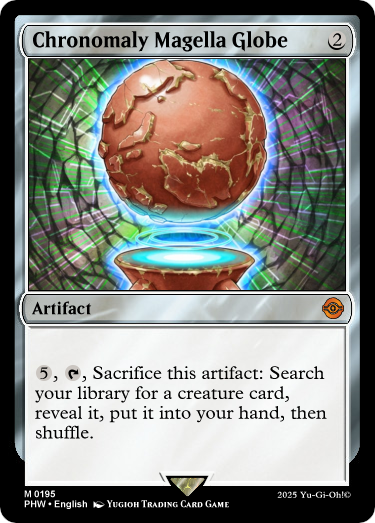 Chronomaly Magella Globe 2
Artifact
5, T, Sacrifice this artifact: Search
your library for a creature card,
reveal it, put it into your hand, then
shuffle.
M 0195
PHW • English Yugioh Trading Card Game
2025 Yu-Gi-Oh!©